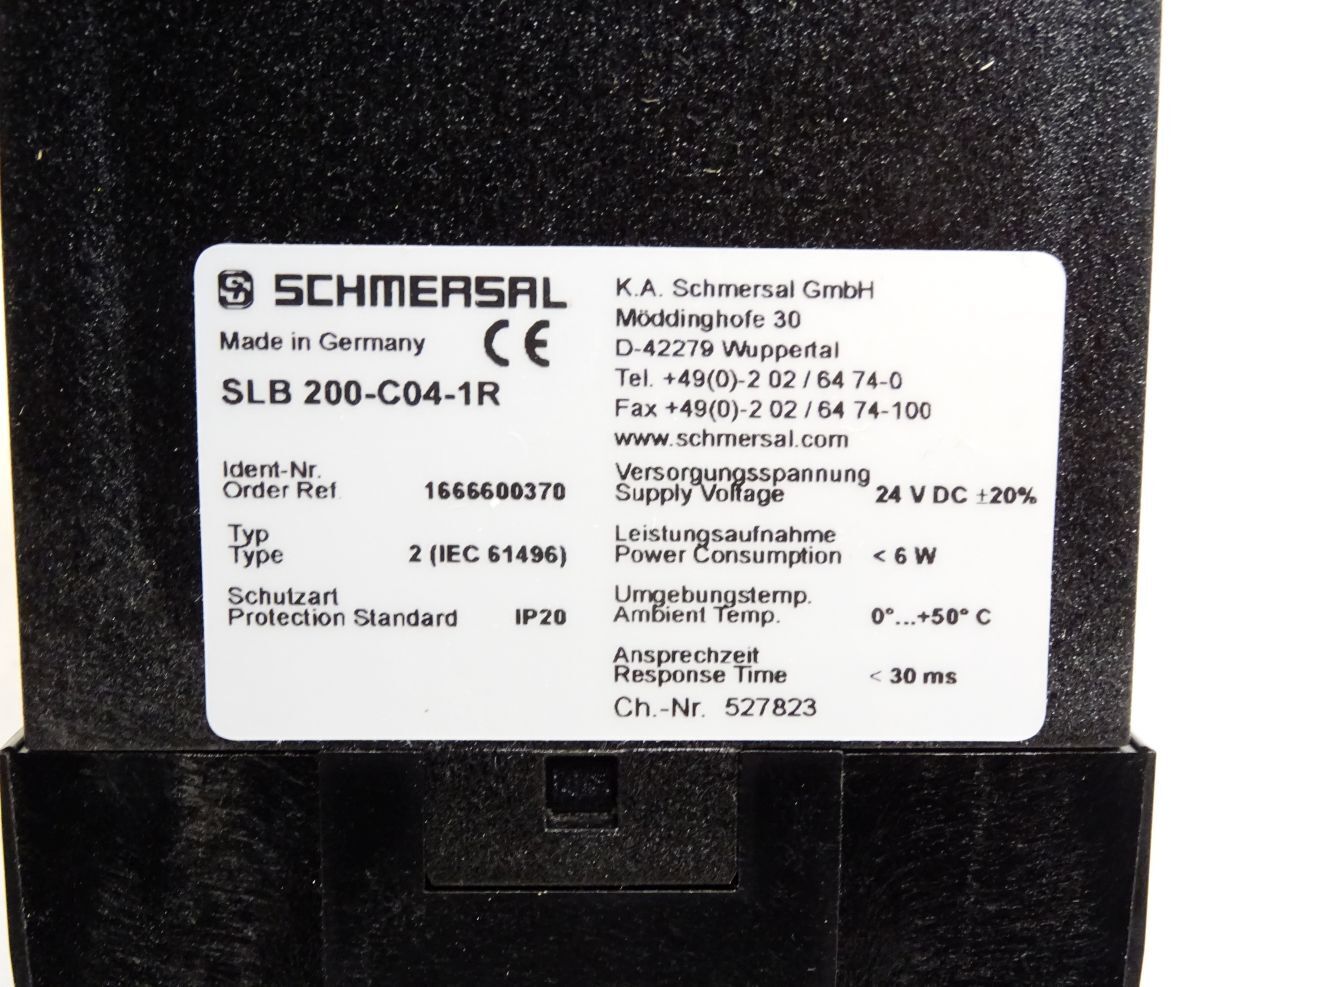 SCHMERSAL
Made in Germany CE
SLB 200-C04-1R
Ident-Nr.
Order Ref. 1666600370
Typ
Type 2 (IEC 61496)
Schutzart
Protection Standard IP20
K.A. Schmersal GmbH
Möddinghofe 30
D-42279 Wuppertal
Tel. +49(0)-2 02 / 64 74-0
Fax +49(0)-2 02 / 64 74-100
www.schmersal.com
Versorgungsspannung
Supply Voltage 24 V DC ±20%
Leistungsaufnahme
Power Consumption < 6 W
Umgebungstemp.
Ambient Temp. 0°...+50° C
Ansprechzeit
Response Time < 30 ms
Ch.-Nr. 527823